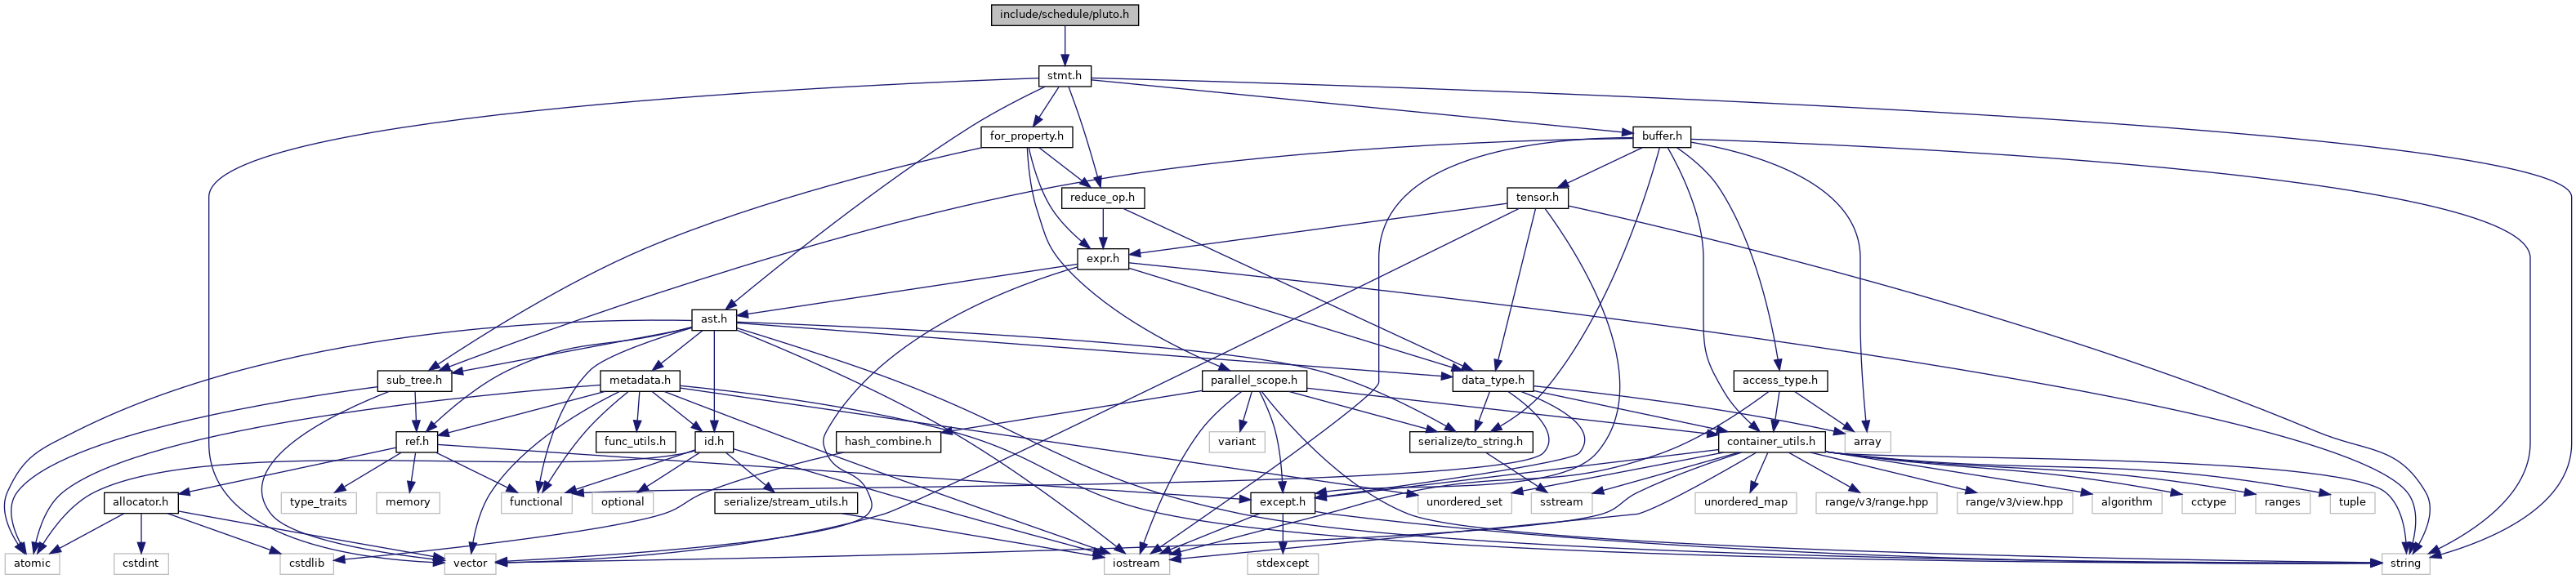 include/schedule/pluto.h
stmt.h
for_property.h
buffer.h
reduce_op.h
tensor.h
expr.h
ast.h
sub_tree.h
metadata.h
parallel_scope.h
data_type.h
access_type.h
ref.h
func_utils.h
id.h
hash_combine.h
variant
serialize/to_string.h
container_utils.h
array
allocator.h
type_traits
memory
functional
optional
serialize/stream_utils.h
except.h
unordered_set
sstream
unordered_map
range/v3/range.hpp
range/v3/view.hpp
algorithm
cctype
ranges
tuple
atomic
cstdint
cstdlib
vector
iostream
stdexcept
string